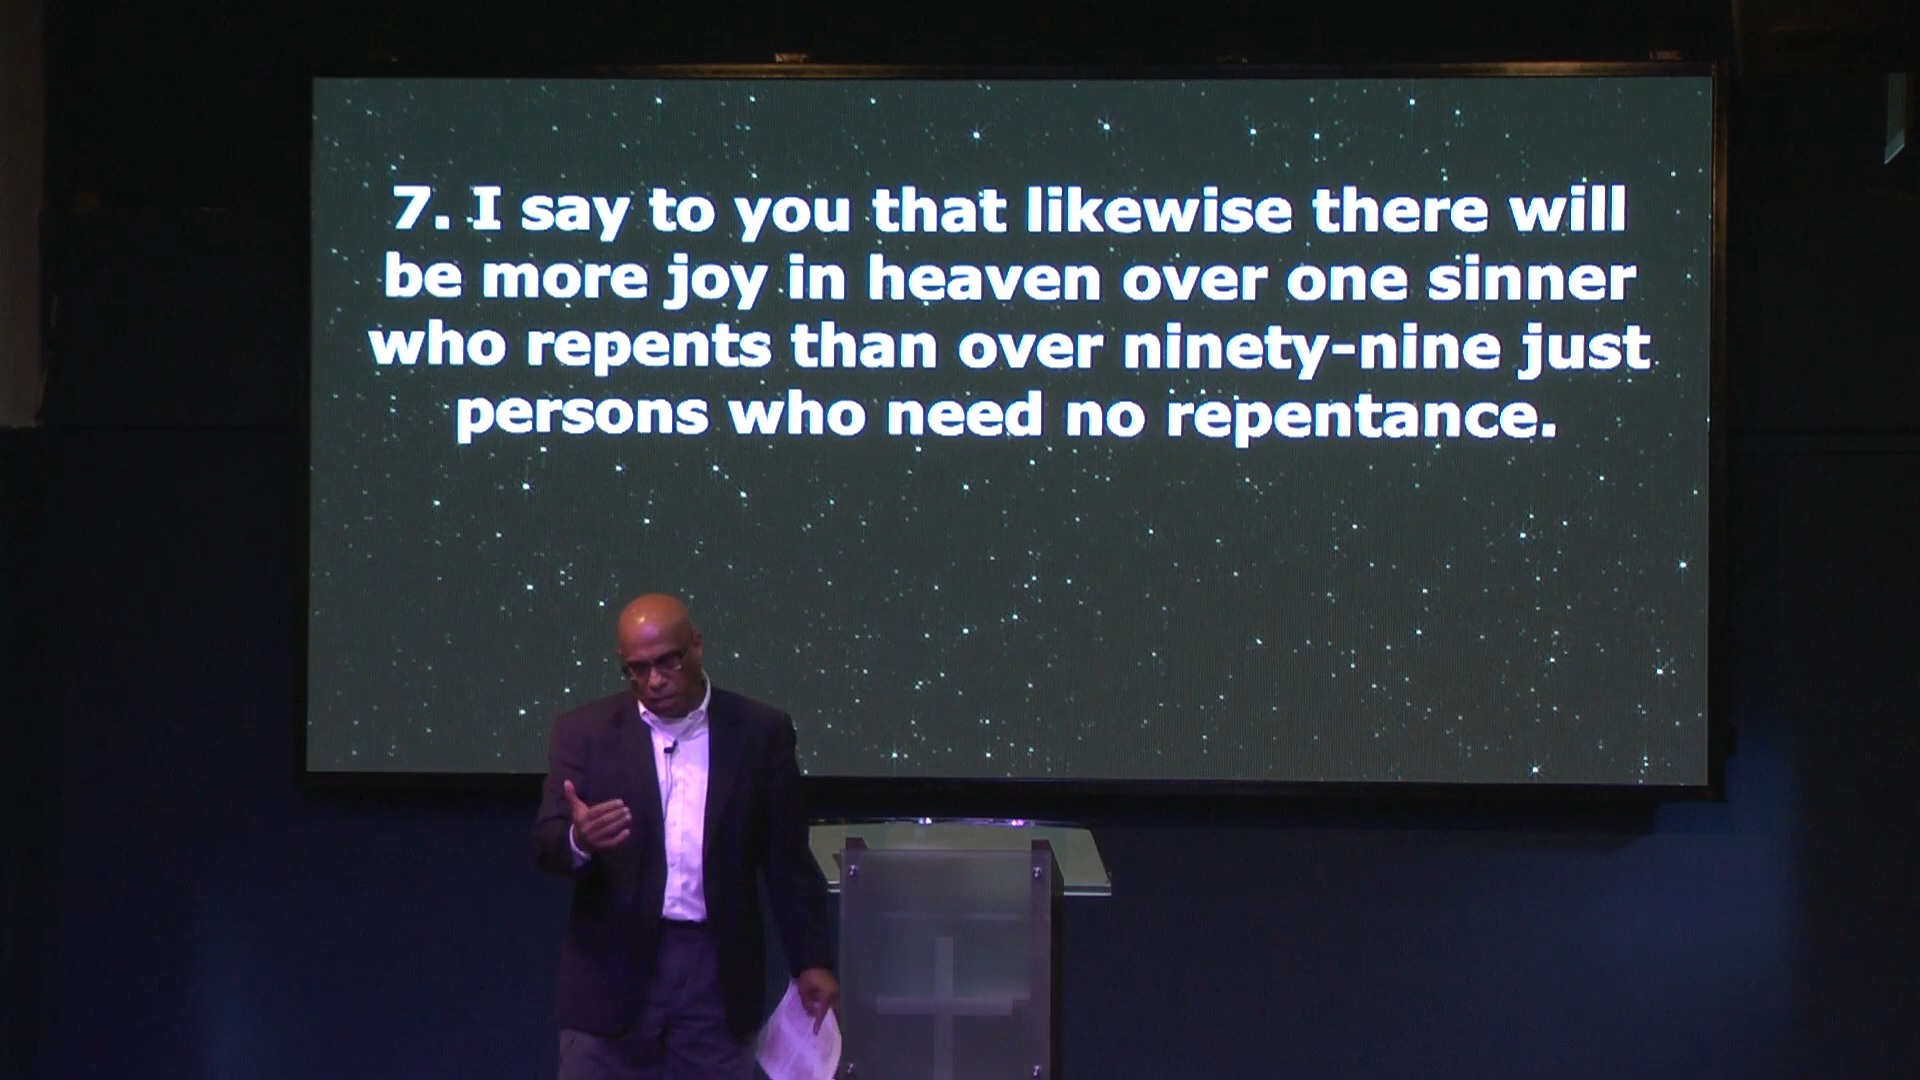 7. I say to you that likewise there will
be more joy in heaven over one sinner
who repents than over ninety-nine just
persons who need no repentance.